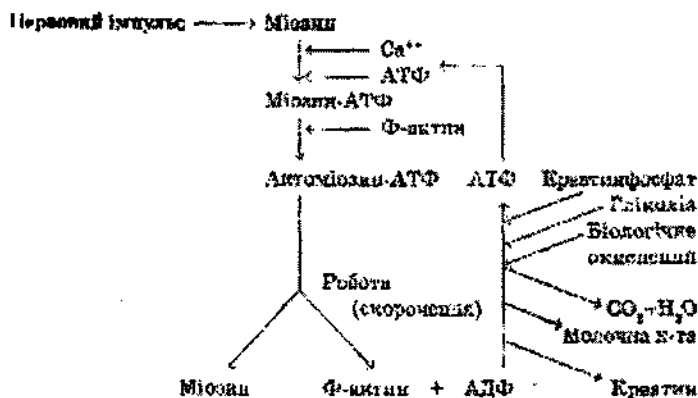 Нервовий імпульс → Міозин
Ca⁺⁺
АТФ
Міозин-АТФ
Ф-актин
Актоміозин-АТФ АТФ Креатинфосфат
Гліколіз
Біологічне
окислення
Робота
(скорочення)
CO₂+H₂O
Молочна к-та
Міозин Ф-актин + АДФ Креатин